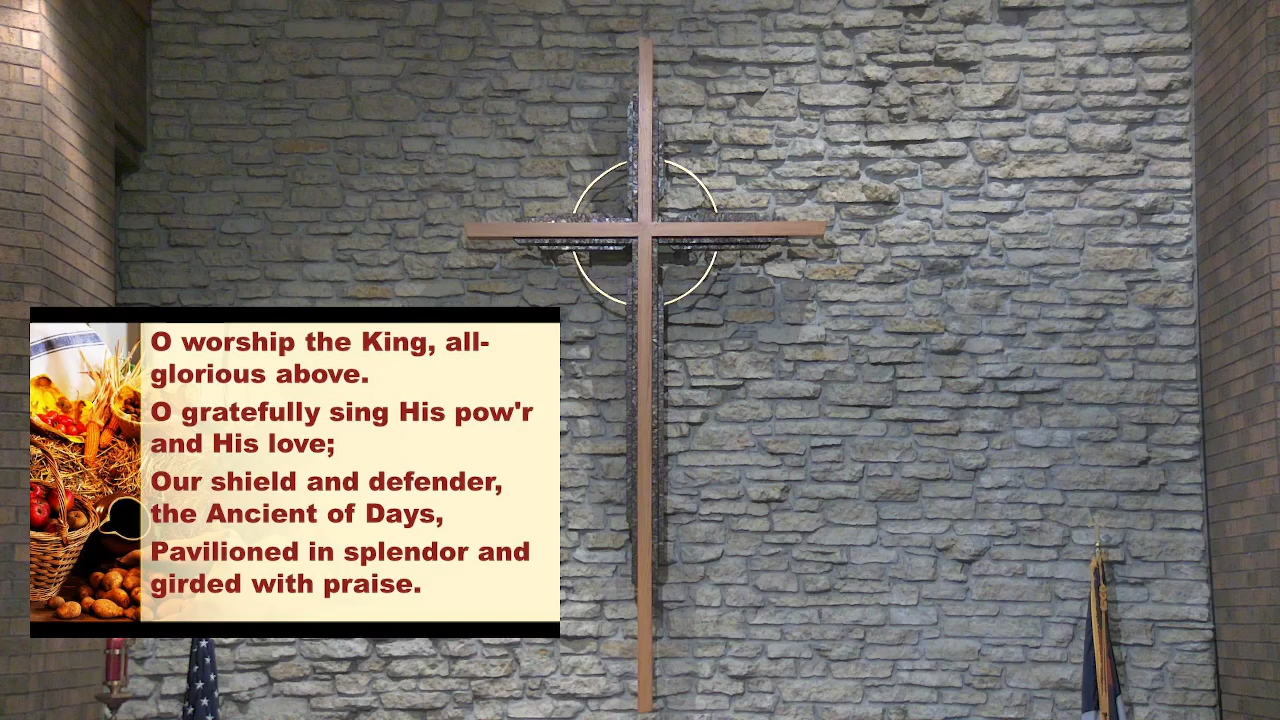 O worship the King, all-
glorious above.
O gratefully sing His pow'r
and His love;
Our shield and defender,
the Ancient of Days,
Pavilioned in splendor and
girded with praise.